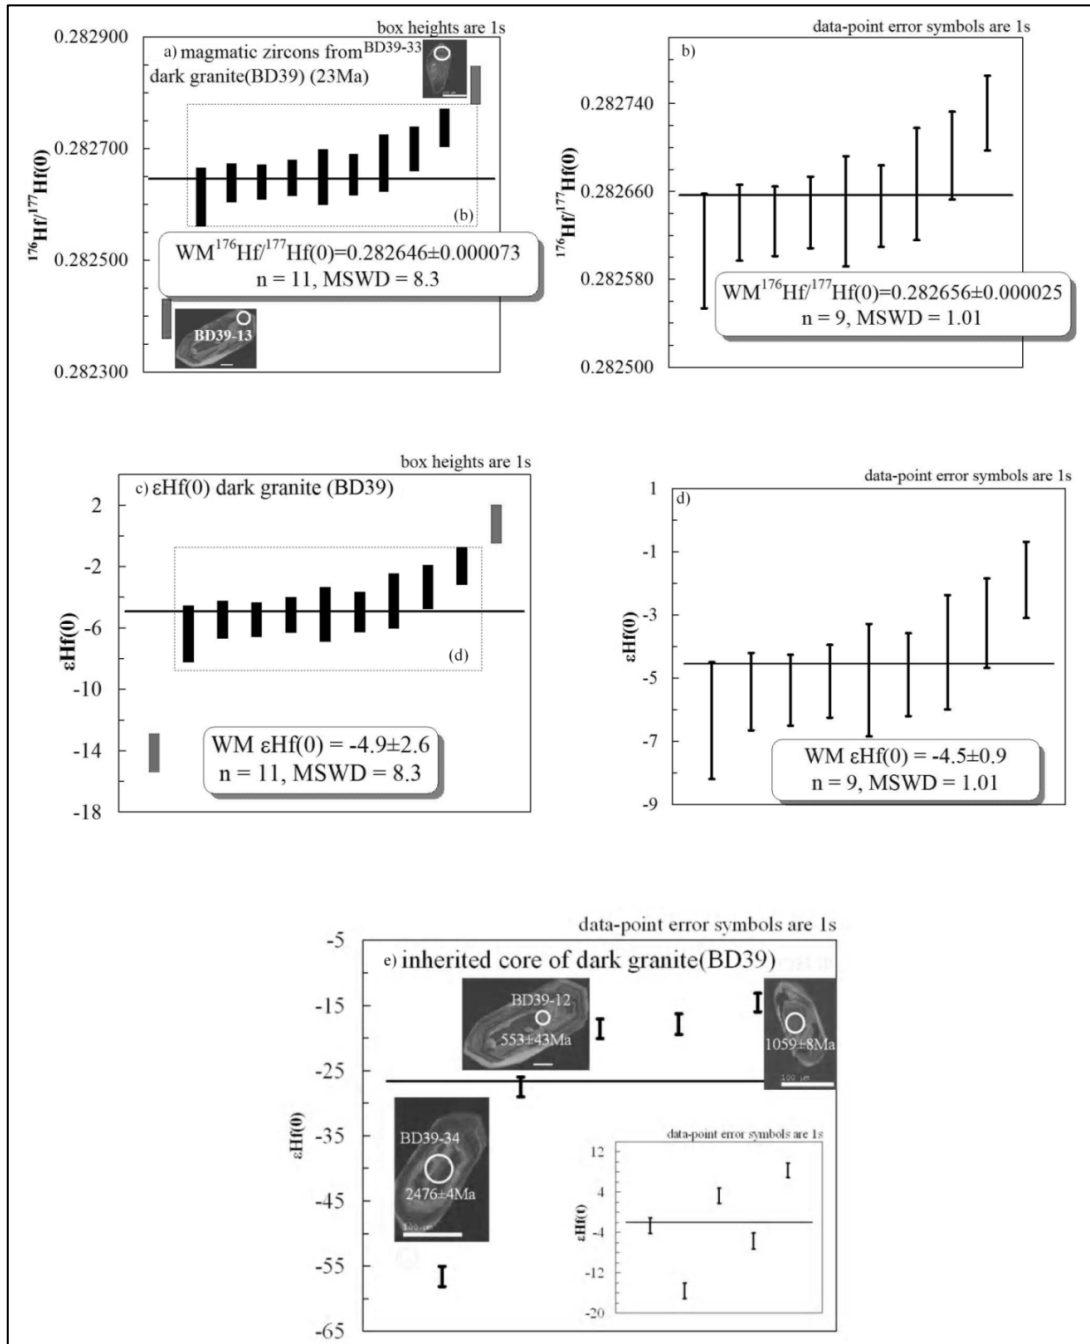 box heights are 1s
0.282900
0.282700
0.282500
0.282300
¹⁷⁶Hf/¹⁷⁷Hf(0)
a) magmatic zircons from BD39-33
dark granite(BD39) (23Ma)
(b)
WM¹⁷⁶Hf/¹⁷⁷Hf(0)=0.282646±0.000073
n = 11, MSWD = 8.3
BD39-13
data-point error symbols are 1s
b)
0.282740
0.282660
0.282580
0.282500
¹⁷⁶Hf/¹⁷⁷Hf(0)
WM¹⁷⁶Hf/¹⁷⁷Hf(0)=0.282656±0.000025
n = 9, MSWD = 1.01
box heights are 1s
c) εHf(0) dark granite (BD39)
2
-2
-6
-10
-14
-18
εHf(0)
(d)
WM εHf(0) = -4.9±2.6
n = 11, MSWD = 8.3
data-point error symbols are 1s
d)
1
-1
-3
-5
-7
-9
εHf(0)
WM εHf(0) = -4.5±0.9
n = 9, MSWD = 1.01
data-point error symbols are 1s
e) inherited core of dark granite(BD39)
-5
-15
-25
-35
-45
-55
-65
εHf(0)
BD39-12
553±43Ma
1059±8Ma
100 μm
BD39-34
2476±4Ma
100 μm
data-point error symbols are 1s
12
4
-4
-12
-20
εHf(t)